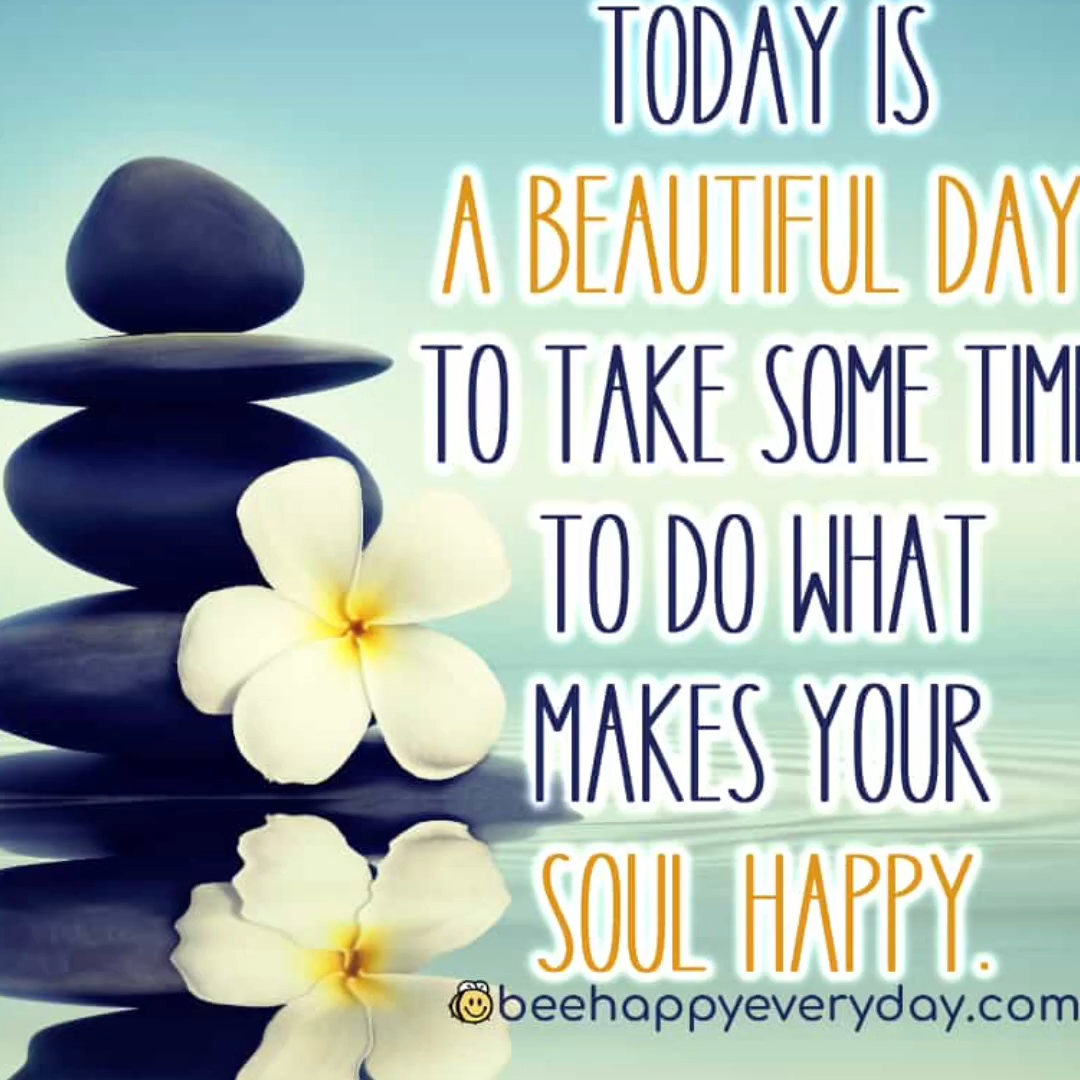 TODAY IS
A BEAUTIFUL DAY
TO TAKE SOME TIM
TO DO WHAT
MAKES YOUR
SOUL HAPPY.
beehappyeveryday.com